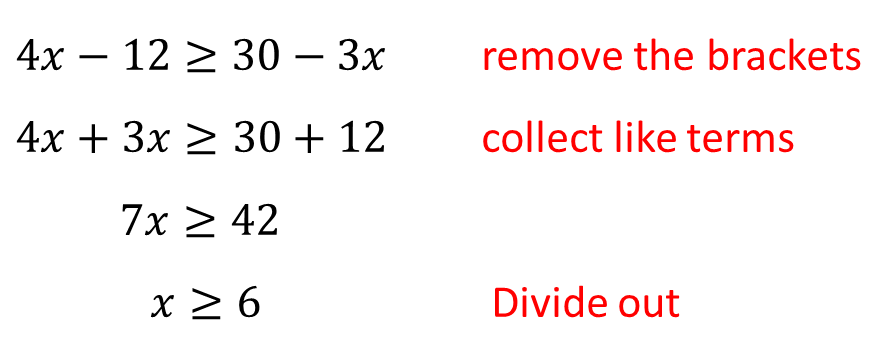 4x − 12 ≥ 30 − 3x remove the brackets
4x + 3x ≥ 30 + 12 collect like terms
7x ≥ 42
x ≥ 6 Divide out